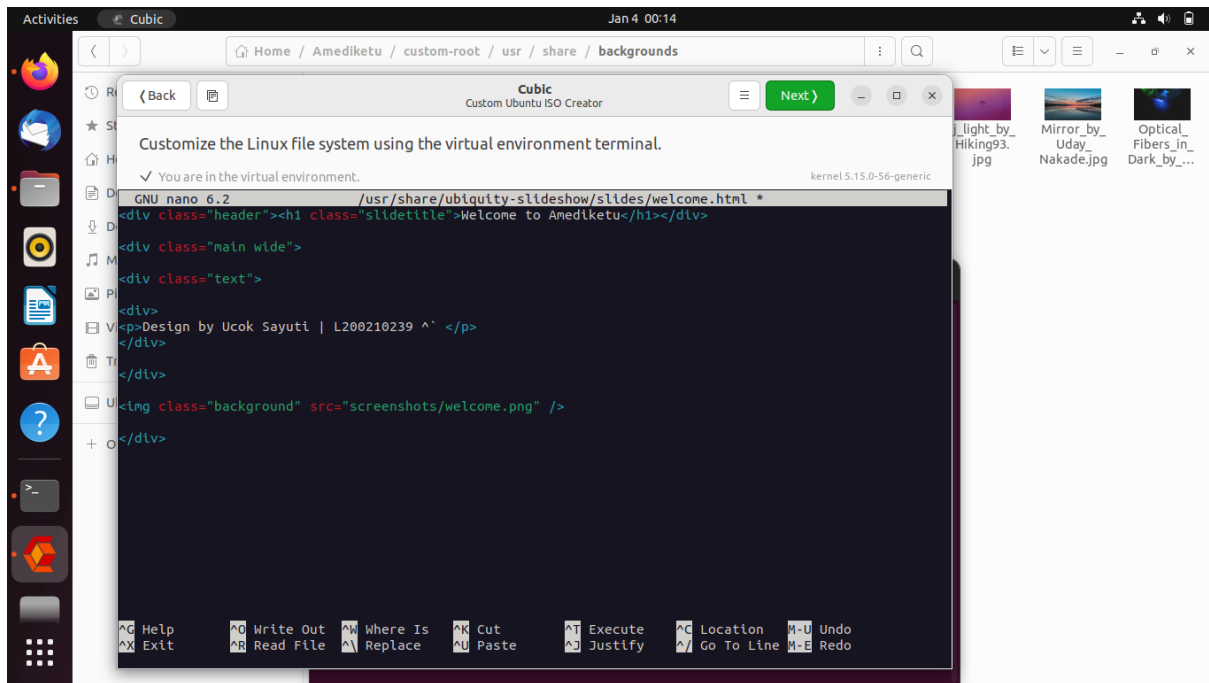 Activities
Cubic
Jan 4 00:14
Home / Amediketu / custom-root / usr / share / backgrounds
Back
Cubic
Custom Ubuntu ISO Creator
Next
Customize the Linux file system using the virtual environment terminal.
You are in the virtual environment.
kernel 5.15.0-56-generic
GNU nano 6.2 /usr/share/ubiquity-slideshow/slides/welcome.html *
<div class="header"><h1 class="slidetitle">Welcome to Amediketu</h1></div>
<div class="main wide">
<div class="text">
<div>
<p>Design by Ucok Sayuti | L200210239 ^` </p>
</div>
</div>
<img class="background" src="screenshots/welcome.png" />
</div>
^G Help ^O Write Out ^W Where Is ^K Cut ^T Execute ^C Location M-U Undo
^X Exit ^R Read File ^\ Replace ^U Paste ^J Justify ^/ Go To Line M-E Redo
j_light_by_
Hiking93.
jpg
Mirror_by_
Uday_
Nakade.jpg
Optical_
Fibers_in_
Dark_by_...